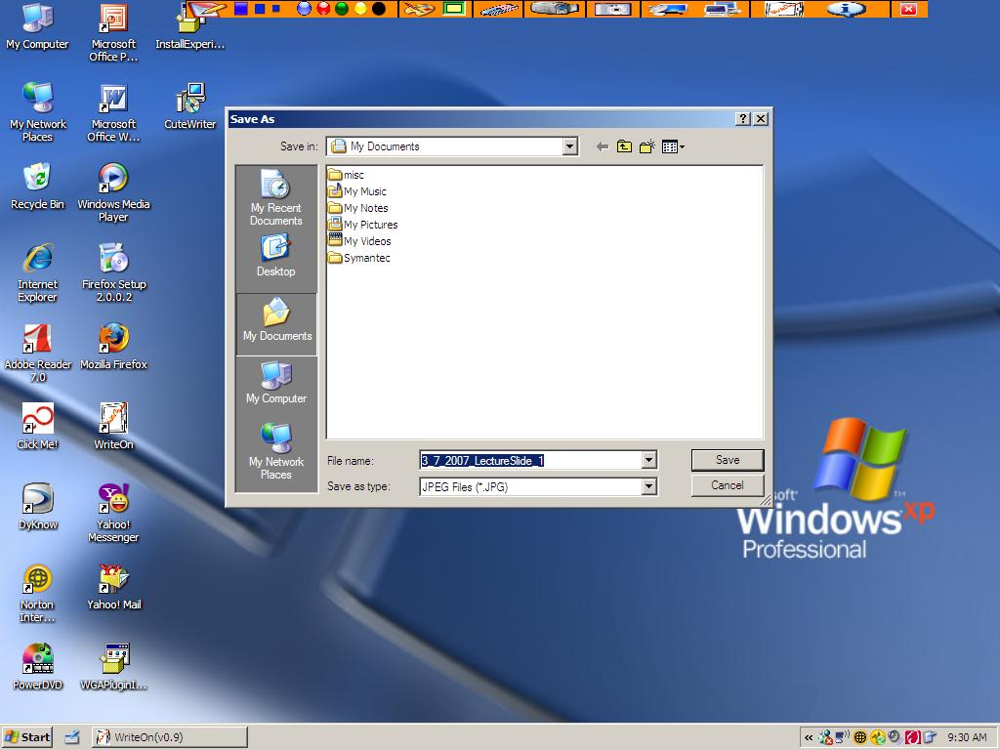 My Computer
Microsoft
Office P...
InstallExperi...
My Network
Places
Microsoft
Office W...
CuteWriter
Recycle Bin
Windows Media
Player
Internet
Explorer
Firefox Setup
2.0.0.2
Adobe Reader
7.0
Mozilla Firefox
Click Me!
WriteOn
DyKnow
Yahoo!
Messenger
Norton
Inter...
Yahoo! Mail
PowerDVD
WGAPluginI...
Save As
Save in:
My Documents
My Recent
Documents
Desktop
My Documents
My Computer
My Network
Places
misc
My Music
My Notes
My Pictures
My Videos
Symantec
File name:
3_7_2007_LectureSlide_1
Save
Save as type:
JPEG Files (*.JPG)
Cancel
soft
Windows xp
TM
Professional
Start
WriteOn(v0.9)
9:30 AM